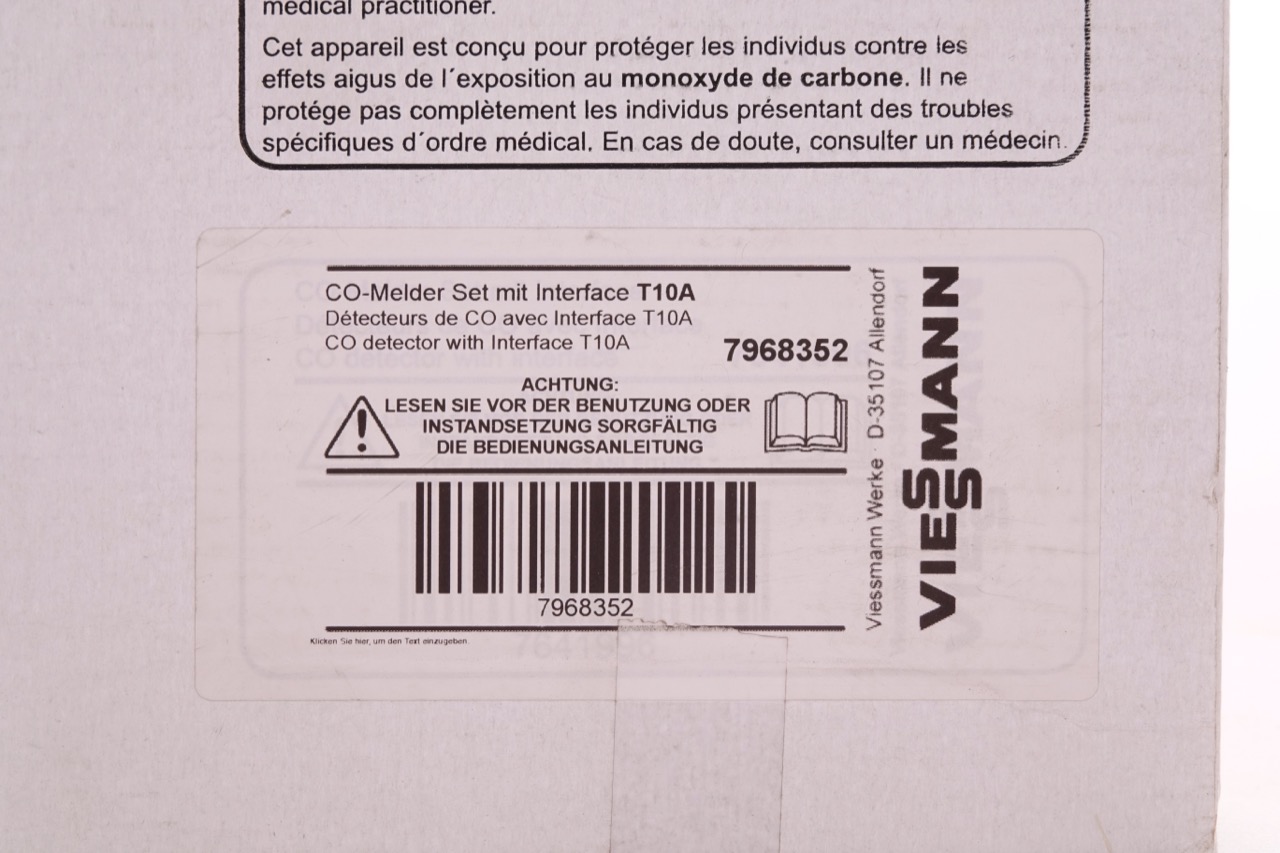 medical practitioner.
Cet appareil est conçu pour protéger les individus contre les
effets aigus de l´exposition au monoxyde de carbone. Il ne
protége pas complètement les individus présentant des troubles
spécifiques d´ordre médical. En cas de doute, consulter un médecin.
CO-Melder Set mit Interface T10A
Détecteurs de CO avec Interface T10A
CO detector with Interface T10A
7968352
ACHTUNG:
LESEN SIE VOR DER BENUTZUNG ODER
INSTANDSETZUNG SORGFÄLTIG
DIE BEDIENUNGSANLEITUNG
7968352
Klicken Sie hier, um den Text einzugeben.
Viessmann Werke · D-35107 Allendorf
VIESSMANN